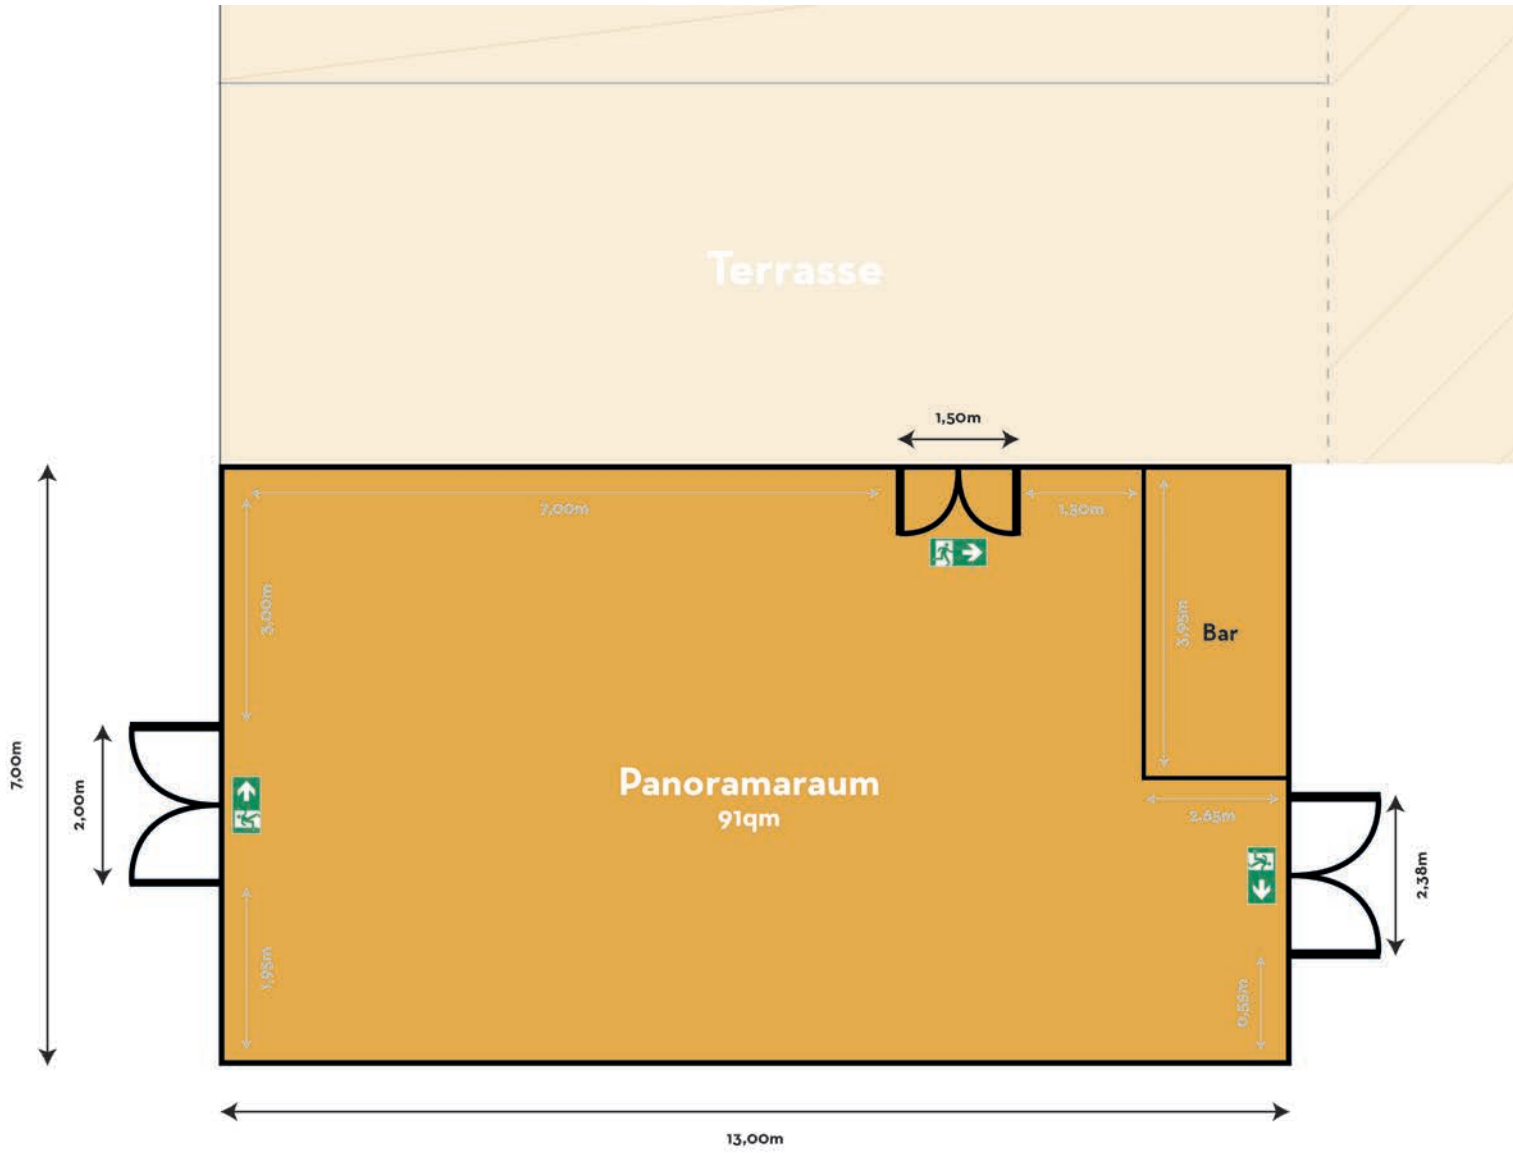 Terrasse
1,50m
7,00m
1,50m
3,00m
3,95m
Bar
7,00m
2,00m
Panoramaraum
91qm
2.65m
2,38m
1,95m
0,55m
13,00m